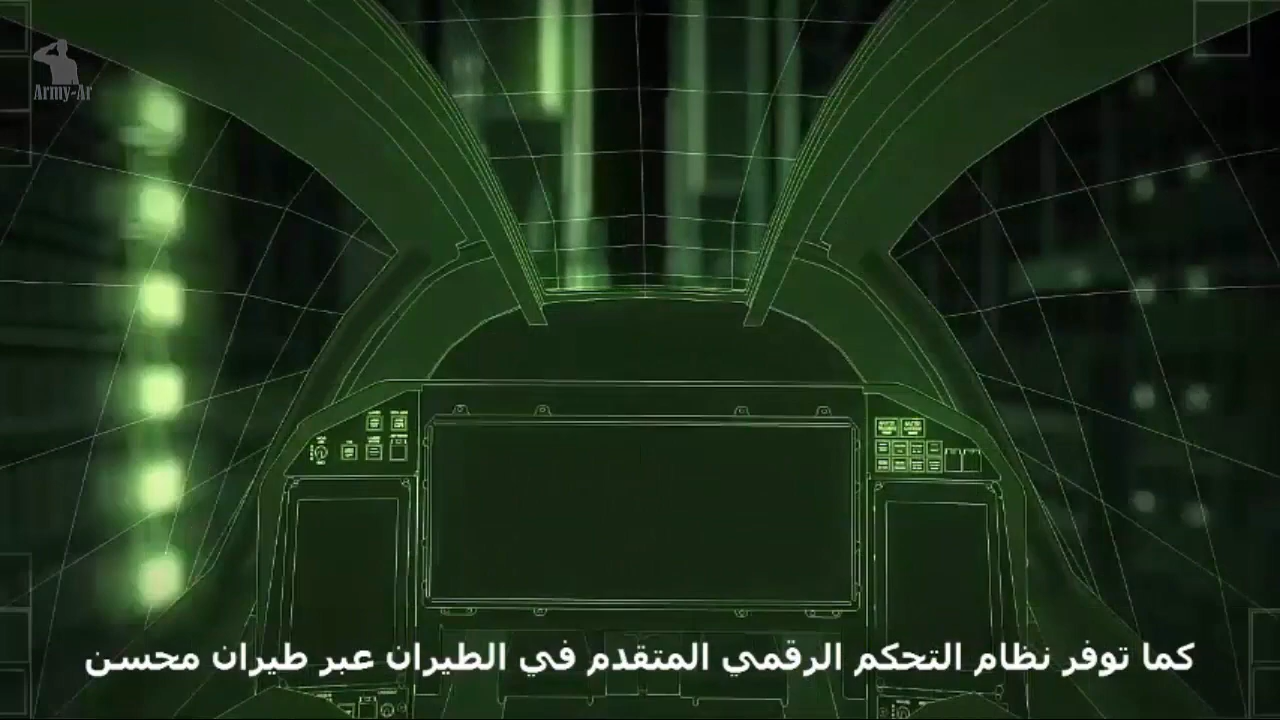 Army-Ar
كما توفر نظام التحكم الرقمي المتقدم في الطيران عبر طيران محسن